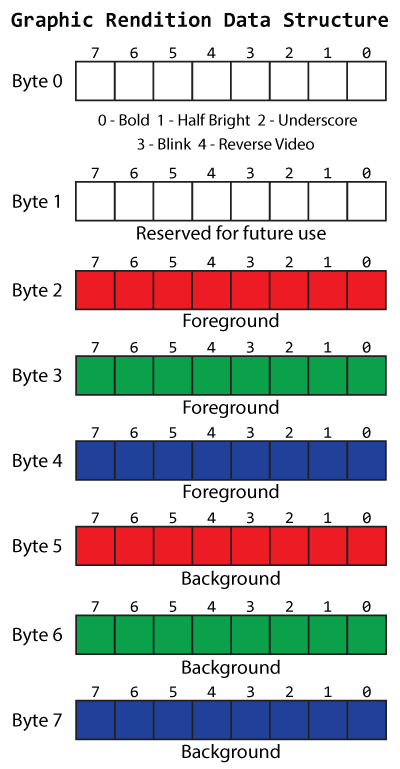 Graphic Rendition Data Structure
7 6 5 4 3 2 1 0
Byte 0
0 - Bold 1 - Half Bright 2 - Underscore
3 - Blink 4 - Reverse Video
7 6 5 4 3 2 1 0
Byte 1
Reserved for future use
7 6 5 4 3 2 1 0
Byte 2
Foreground
7 6 5 4 3 2 1 0
Byte 3
Foreground
7 6 5 4 3 2 1 0
Byte 4
Foreground
7 6 5 4 3 2 1 0
Byte 5
Background
7 6 5 4 3 2 1 0
Byte 6
Background
7 6 5 4 3 2 1 0
Byte 7
Background